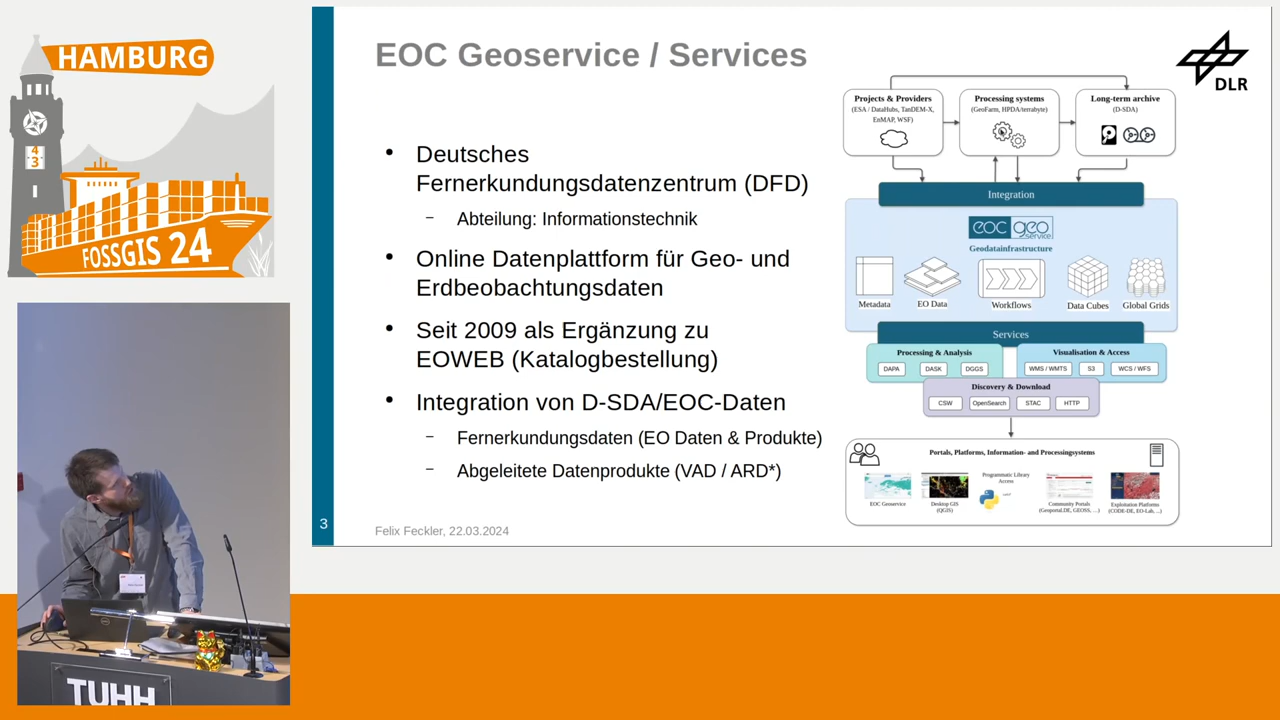 HAMBURG
4
3
FOSSGIS 24
TUHH
EOC Geoservice / Services
DLR
• Deutsches
Fernerkundungsdatenzentrum (DFD)
– Abteilung: Informationstechnik
• Online Datenplattform für Geo- und
Erdbeobachtungsdaten
• Seit 2009 als Ergänzung zu
EOWEB (Katalogbestellung)
• Integration von D-SDA/EOC-Daten
– Fernerkundungsdaten (EO Daten & Produkte)
– Abgeleitete Datenprodukte (VAD / ARD*)
3
Felix Feckler, 22.03.2024
Projects & Providers
(ESA / DataHubs, TanDEM-X,
EnMAP, WSF)
Processing systems
(GeoFarm, HPDA/terrabyte)
Long-term archive
(D-SDA)
Integration
eoc geo
service
Geodatainfrastructure
Metadata
EO Data
Workflows
Data Cubes
Global Grids
Services
Processing & Analysis
DAPA
DASK
DGGS
Visualisation & Access
WMS / WMTS
S3
WCS / WFS
Discovery & Download
CSW
OpenSearch
STAC
HTTP
Portals, Platforms, Information- and Processingsystems
EOC Geoservice
Desktop GIS
(QGIS)
Programmatic Library
Access
Community Portals
(Geoportal.DE, GEOSS, ...)
Exploitation Platforms
(CODE-DE, EO-Lab, ...)